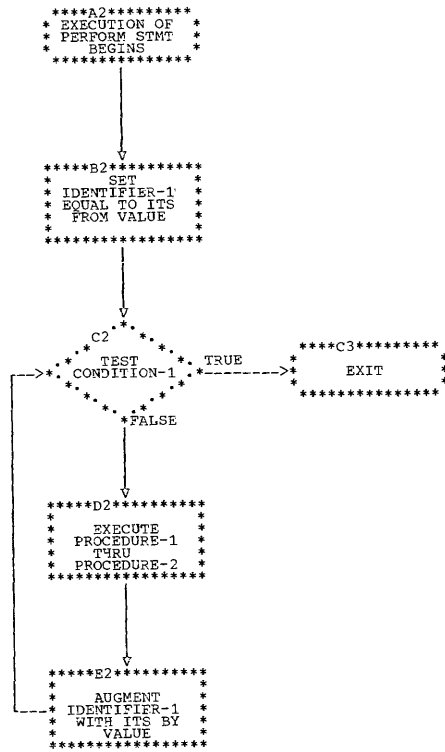 A2
EXECUTION OF
PERFORM STMT
BEGINS
B2
SET
IDENTIFIER-1
EQUAL TO ITS
FROM VALUE
C2
TEST
CONDITION-1
TRUE
C3
EXIT
FALSE
D2
EXECUTE
PROCEDURE-1
THRU
PROCEDURE-2
E2
AUGMENT
IDENTIFIER-1
WITH ITS BY
VALUE